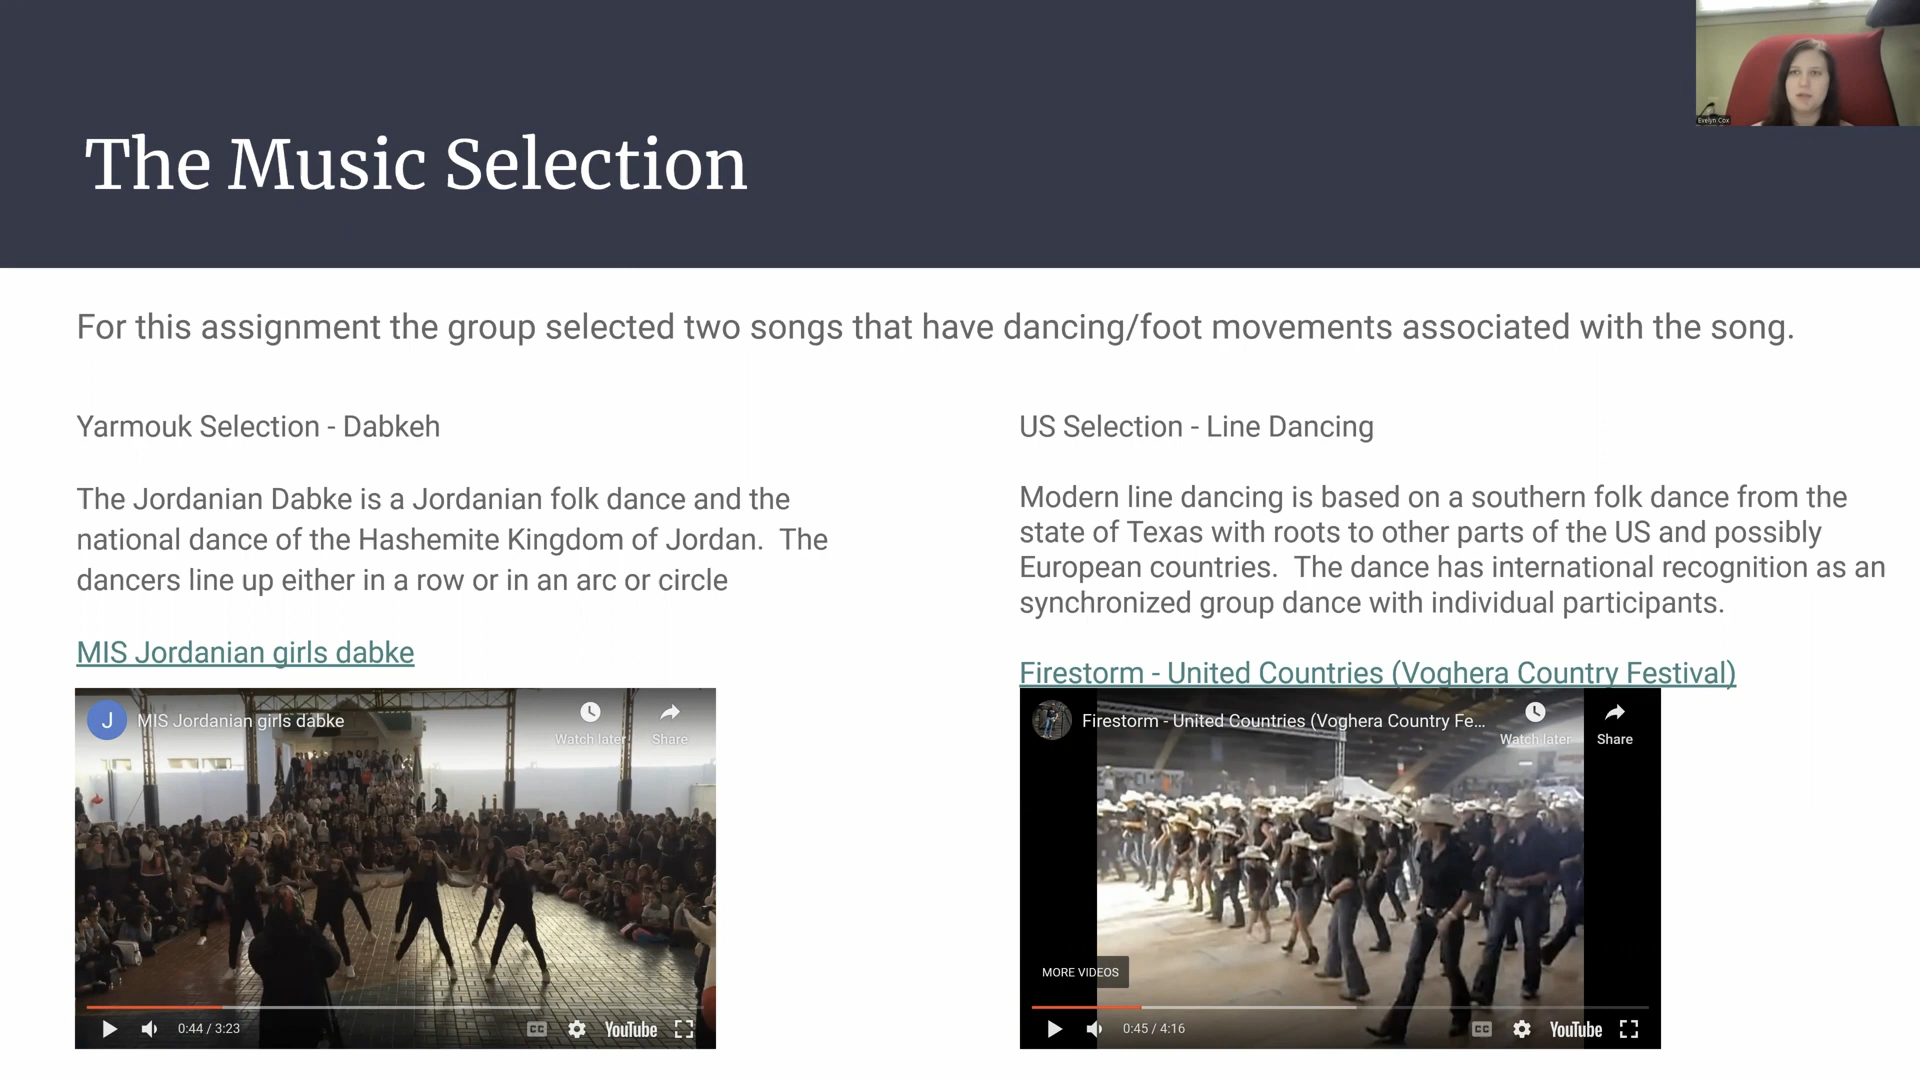 Evelyn Cox
The Music Selection
For this assignment the group selected two songs that have dancing/foot movements associated with the song.
Yarmouk Selection - Dabkeh
The Jordanian Dabke is a Jordanian folk dance and the
national dance of the Hashemite Kingdom of Jordan.  The
dancers line up either in a row or in an arc or circle
MIS Jordanian girls dabke
J
MIS Jordanian girls dabke
Watch later
Share
0:44 / 3:23
CC
YouTube
US Selection - Line Dancing
Modern line dancing is based on a southern folk dance from the
state of Texas with roots to other parts of the US and possibly
European countries.  The dance has international recognition as an
synchronized group dance with individual participants.
Firestorm - United Countries (Voghera Country Festival)
Firestorm - United Countries (Voghera Country Fe...
Watch later
Share
MORE VIDEOS
0:45 / 4:16
CC
YouTube